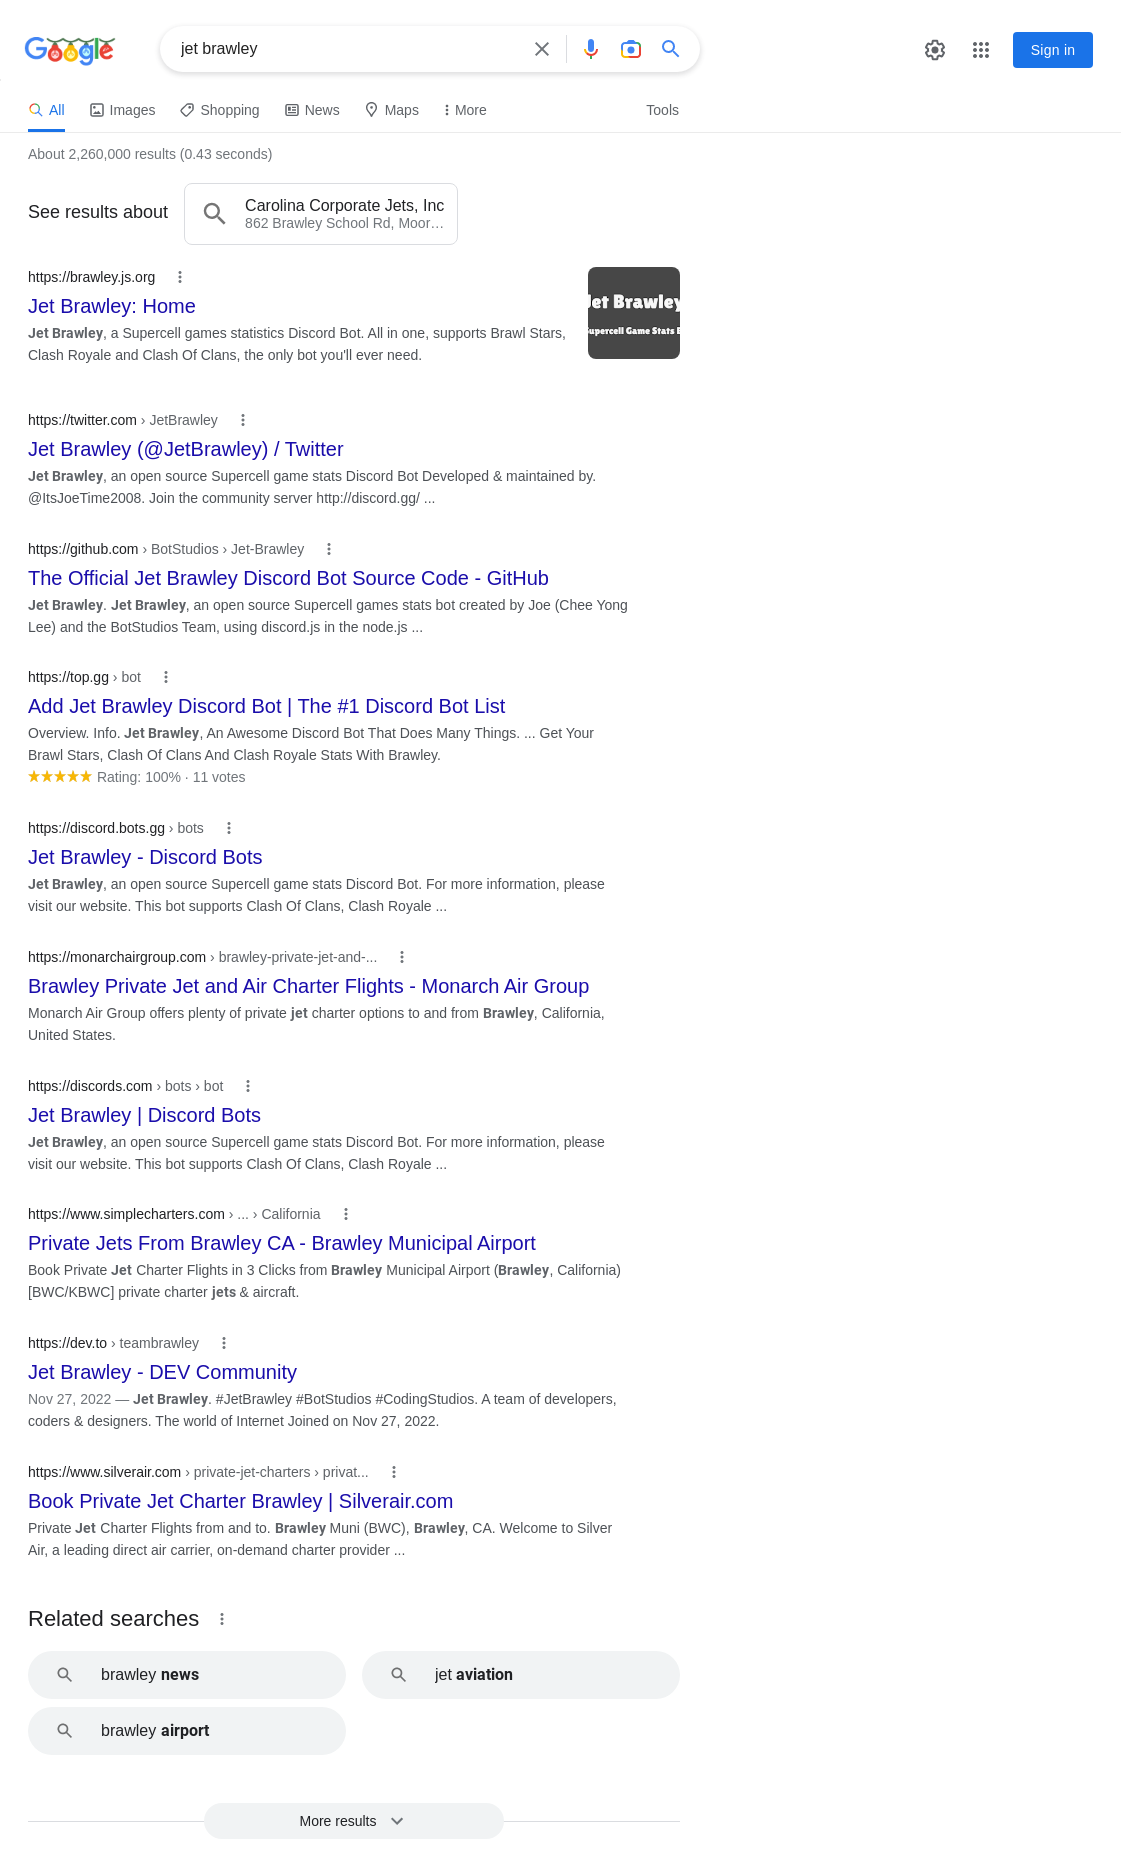 Google
jet brawley
Sign in
All Images Shopping News Maps More Tools
About 2,260,000 results (0.43 seconds)
See results about
Carolina Corporate Jets, Inc
862 Brawley School Rd, Moor…
https://brawley.js.org
Jet Brawley: Home
Jet Brawley, a Supercell games statistics Discord Bot. All in one, supports Brawl Stars,
Clash Royale and Clash Of Clans, the only bot you'll ever need.
Jet Brawley
Supercell Game Stats B
https://twitter.com › JetBrawley
Jet Brawley (@JetBrawley) / Twitter
Jet Brawley, an open source Supercell game stats Discord Bot Developed & maintained by.
@ItsJoeTime2008. Join the community server http://discord.gg/ ...
https://github.com › BotStudios › Jet-Brawley
The Official Jet Brawley Discord Bot Source Code - GitHub
Jet Brawley. Jet Brawley, an open source Supercell games stats bot created by Joe (Chee Yong
Lee) and the BotStudios Team, using discord.js in the node.js ...
https://top.gg › bot
Add Jet Brawley Discord Bot | The #1 Discord Bot List
Overview. Info. Jet Brawley, An Awesome Discord Bot That Does Many Things. ... Get Your
Brawl Stars, Clash Of Clans And Clash Royale Stats With Brawley.
Rating: 100% · 11 votes
https://discord.bots.gg › bots
Jet Brawley - Discord Bots
Jet Brawley, an open source Supercell game stats Discord Bot. For more information, please
visit our website. This bot supports Clash Of Clans, Clash Royale ...
https://monarchairgroup.com › brawley-private-jet-and-...
Brawley Private Jet and Air Charter Flights - Monarch Air Group
Monarch Air Group offers plenty of private jet charter options to and from Brawley, California,
United States.
https://discords.com › bots › bot
Jet Brawley | Discord Bots
Jet Brawley, an open source Supercell game stats Discord Bot. For more information, please
visit our website. This bot supports Clash Of Clans, Clash Royale ...
https://www.simplecharters.com › ... › California
Private Jets From Brawley CA - Brawley Municipal Airport
Book Private Jet Charter Flights in 3 Clicks from Brawley Municipal Airport (Brawley, California)
[BWC/KBWC] private charter jets & aircraft.
https://dev.to › teambrawley
Jet Brawley - DEV Community
Nov 27, 2022 — Jet Brawley. #JetBrawley #BotStudios #CodingStudios. A team of developers,
coders & designers. The world of Internet Joined on Nov 27, 2022.
https://www.silverair.com › private-jet-charters › privat...
Book Private Jet Charter Brawley | Silverair.com
Private Jet Charter Flights from and to. Brawley Muni (BWC), Brawley, CA. Welcome to Silver
Air, a leading direct air carrier, on-demand charter provider ...
Related searches
brawley news
jet aviation
brawley airport
More results